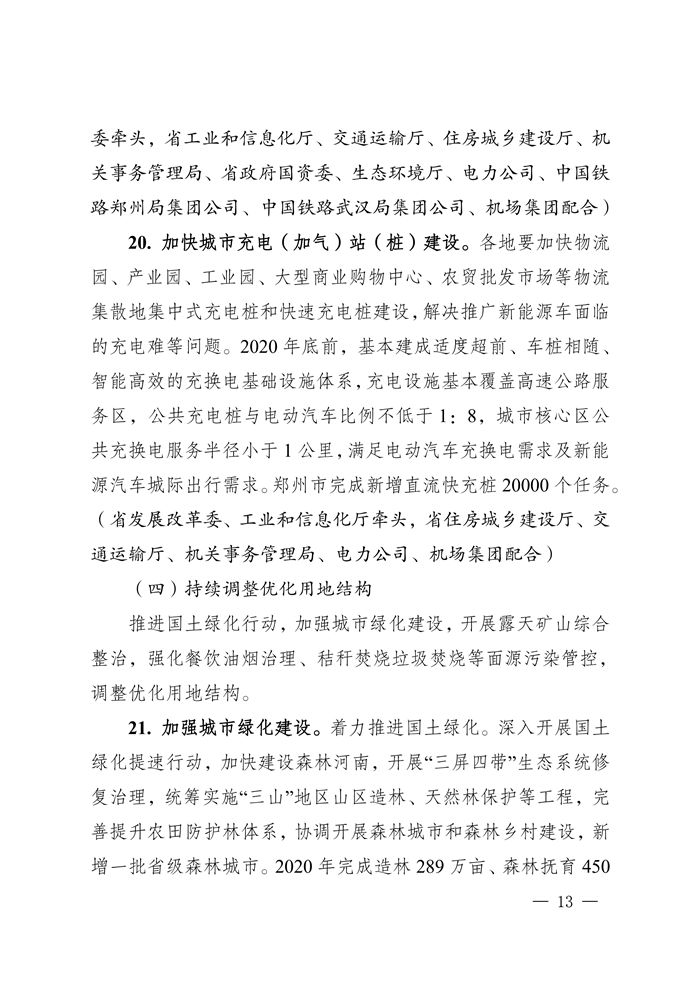 委牵头，省工业和信息化厅、交通运输厅、住房城乡建设厅、机
关事务管理局、省政府国资委、生态环境厅、电力公司、中国铁
路郑州局集团公司、中国铁路武汉局集团公司、机场集团配合）
20. 加快城市充电（加气）站（桩）建设。各地要加快物流
园、产业园、工业园、大型商业购物中心、农贸批发市场等物流
集散地集中式充电桩和快速充电桩建设，解决推广新能源车面临
的充电难等问题。2020 年底前，基本建成适度超前、车桩相随、
智能高效的充换电基础设施体系，充电设施基本覆盖高速公路服
务区，公共充电桩与电动汽车比例不低于 1：8，城市核心区公
共充换电服务半径小于 1 公里，满足电动汽车充换电需求及新能
源汽车城际出行需求。郑州市完成新增直流快充桩 20000 个任务。
（省发展改革委、工业和信息化厅牵头，省住房城乡建设厅、交
通运输厅、机关事务管理局、电力公司、机场集团配合）
（四）持续调整优化用地结构
推进国土绿化行动，加强城市绿化建设，开展露天矿山综合
整治，强化餐饮油烟治理、秸秆焚烧垃圾焚烧等面源污染管控，
调整优化用地结构。
21. 加强城市绿化建设。着力推进国土绿化。深入开展国土
绿化提速行动，加快建设森林河南，开展“三屏四带”生态系统修
复治理，统筹实施“三山”地区山区造林、天然林保护等工程，完
善提升农田防护林体系，协调开展森林城市和森林乡村建设，新
增一批省级森林城市。2020 年完成造林 289 万亩、森林抚育 450
— 13 —